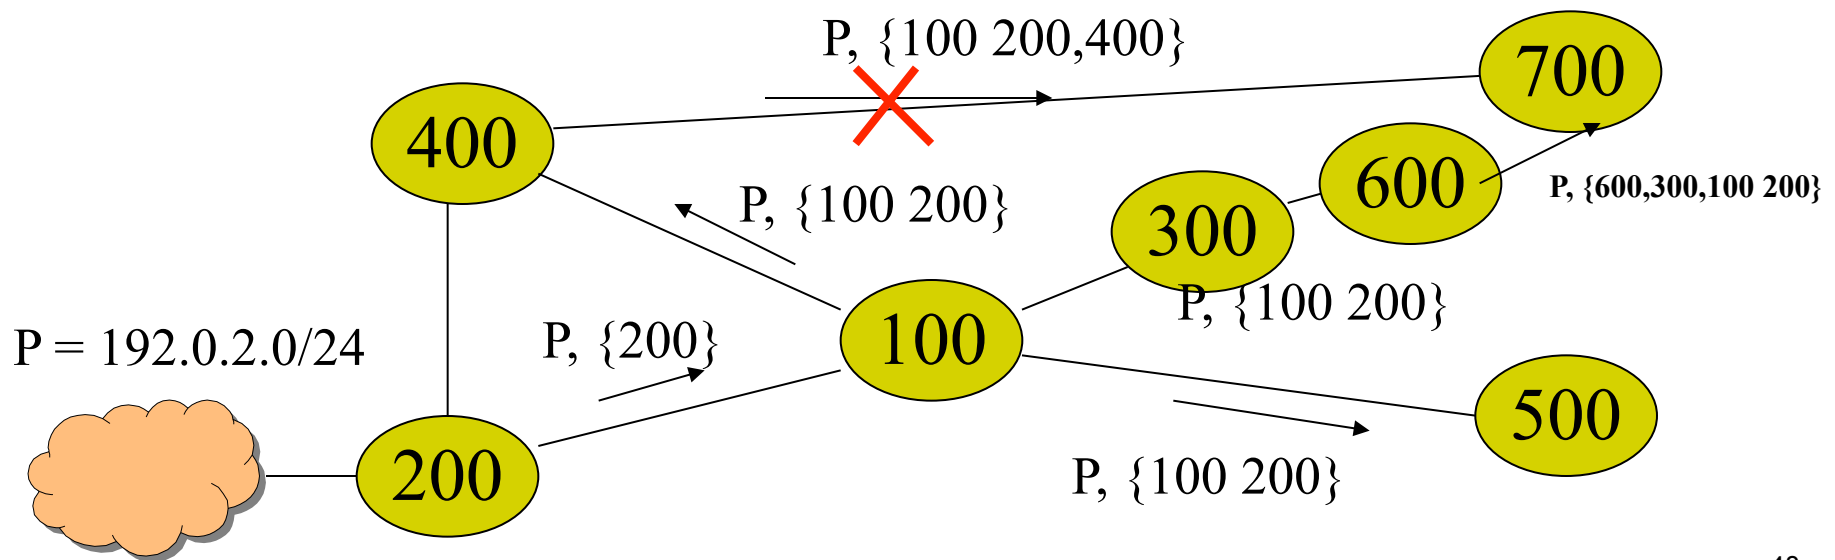 P, {100 200,400}
700
400
600
P, {100 200}
P, {600,300,100 200}
300
P, {100 200}
100
P = 192.0.2.0/24
P, {200}
500
200
P, {100 200}